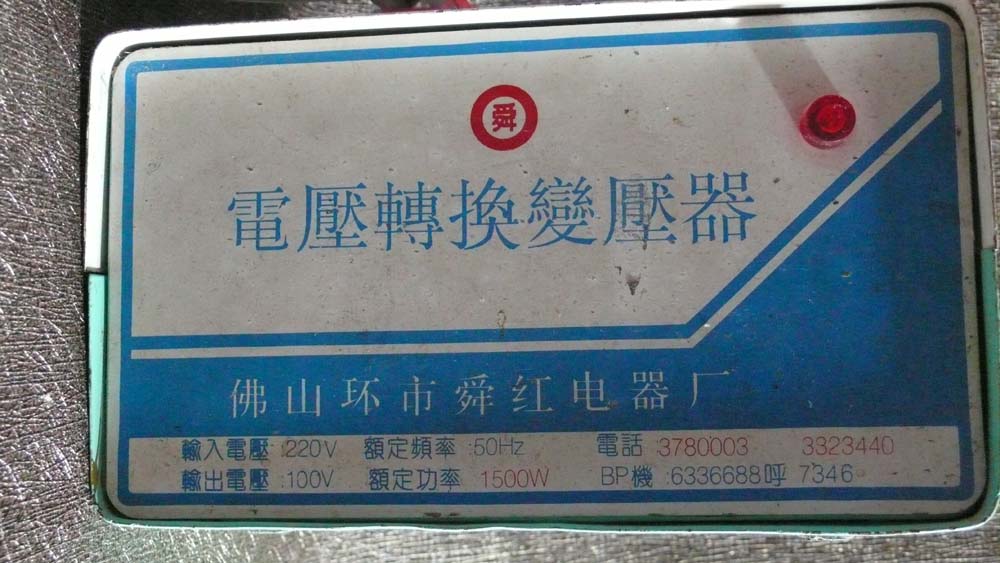 舜
電壓轉換變壓器
佛山环市舜红电器厂
輸入電壓:220V 額定頻率:50Hz 電話:3780003 3323440
輸出電壓:100V 額定功率 1500W BP機:6336688呼 7346